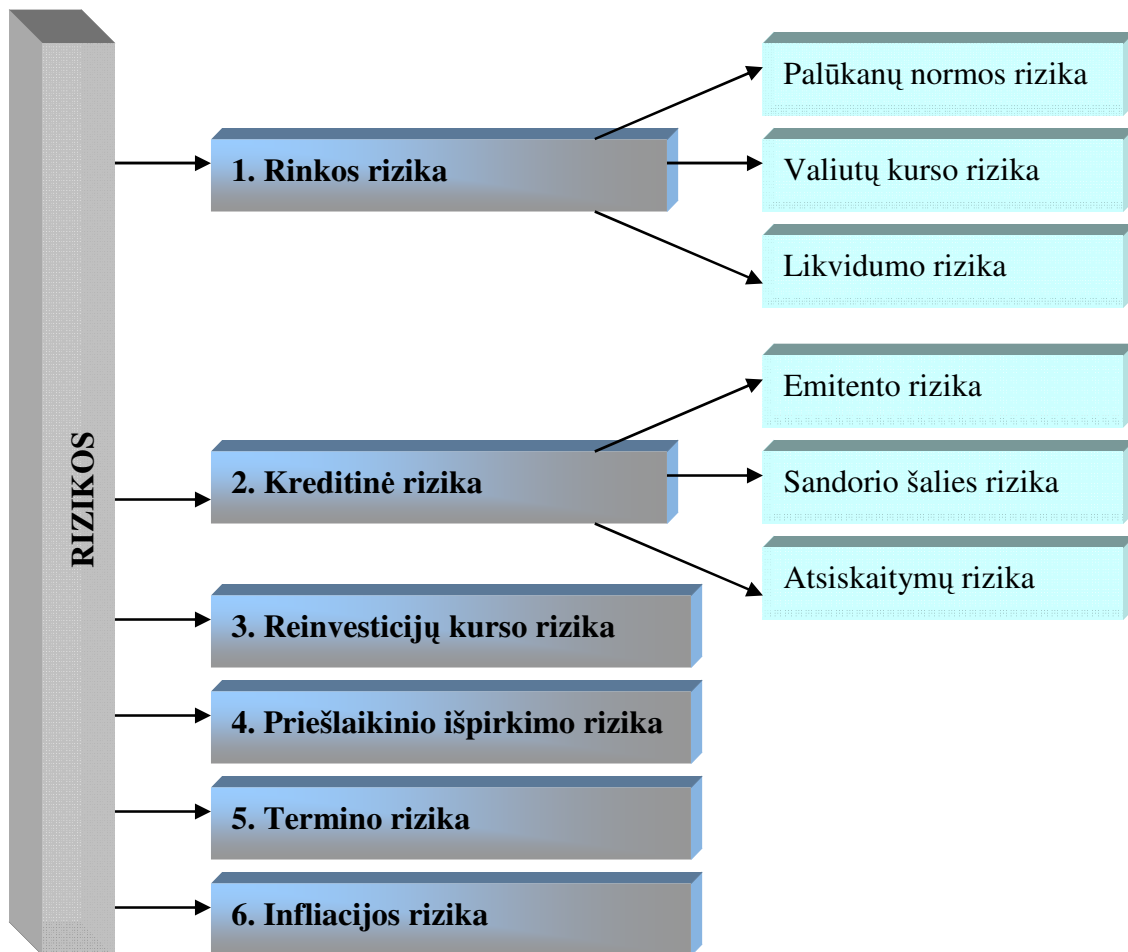 RIZIKOS
1. Rinkos rizika
Palūkanų normos rizika
Valiutų kurso rizika
Likvidumo rizika
2. Kreditinė rizika
Emitento rizika
Sandorio šalies rizika
Atsiskaitymų rizika
3. Reinvesticijų kurso rizika
4. Priešlaikinio išpirkimo rizika
5. Termino rizika
6. Infliacijos rizika